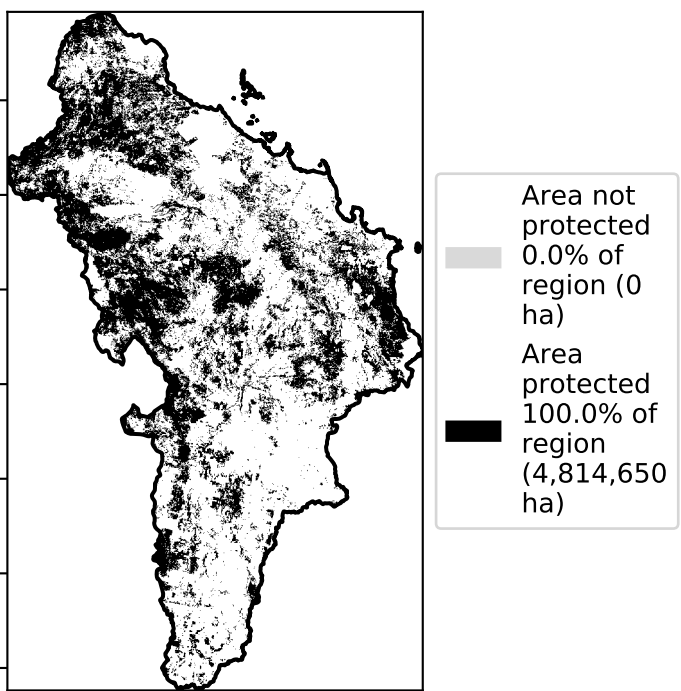 Area not
protected
0.0% of
region (0
ha)
Area
protected
100.0% of
region
(4,814,650
ha)